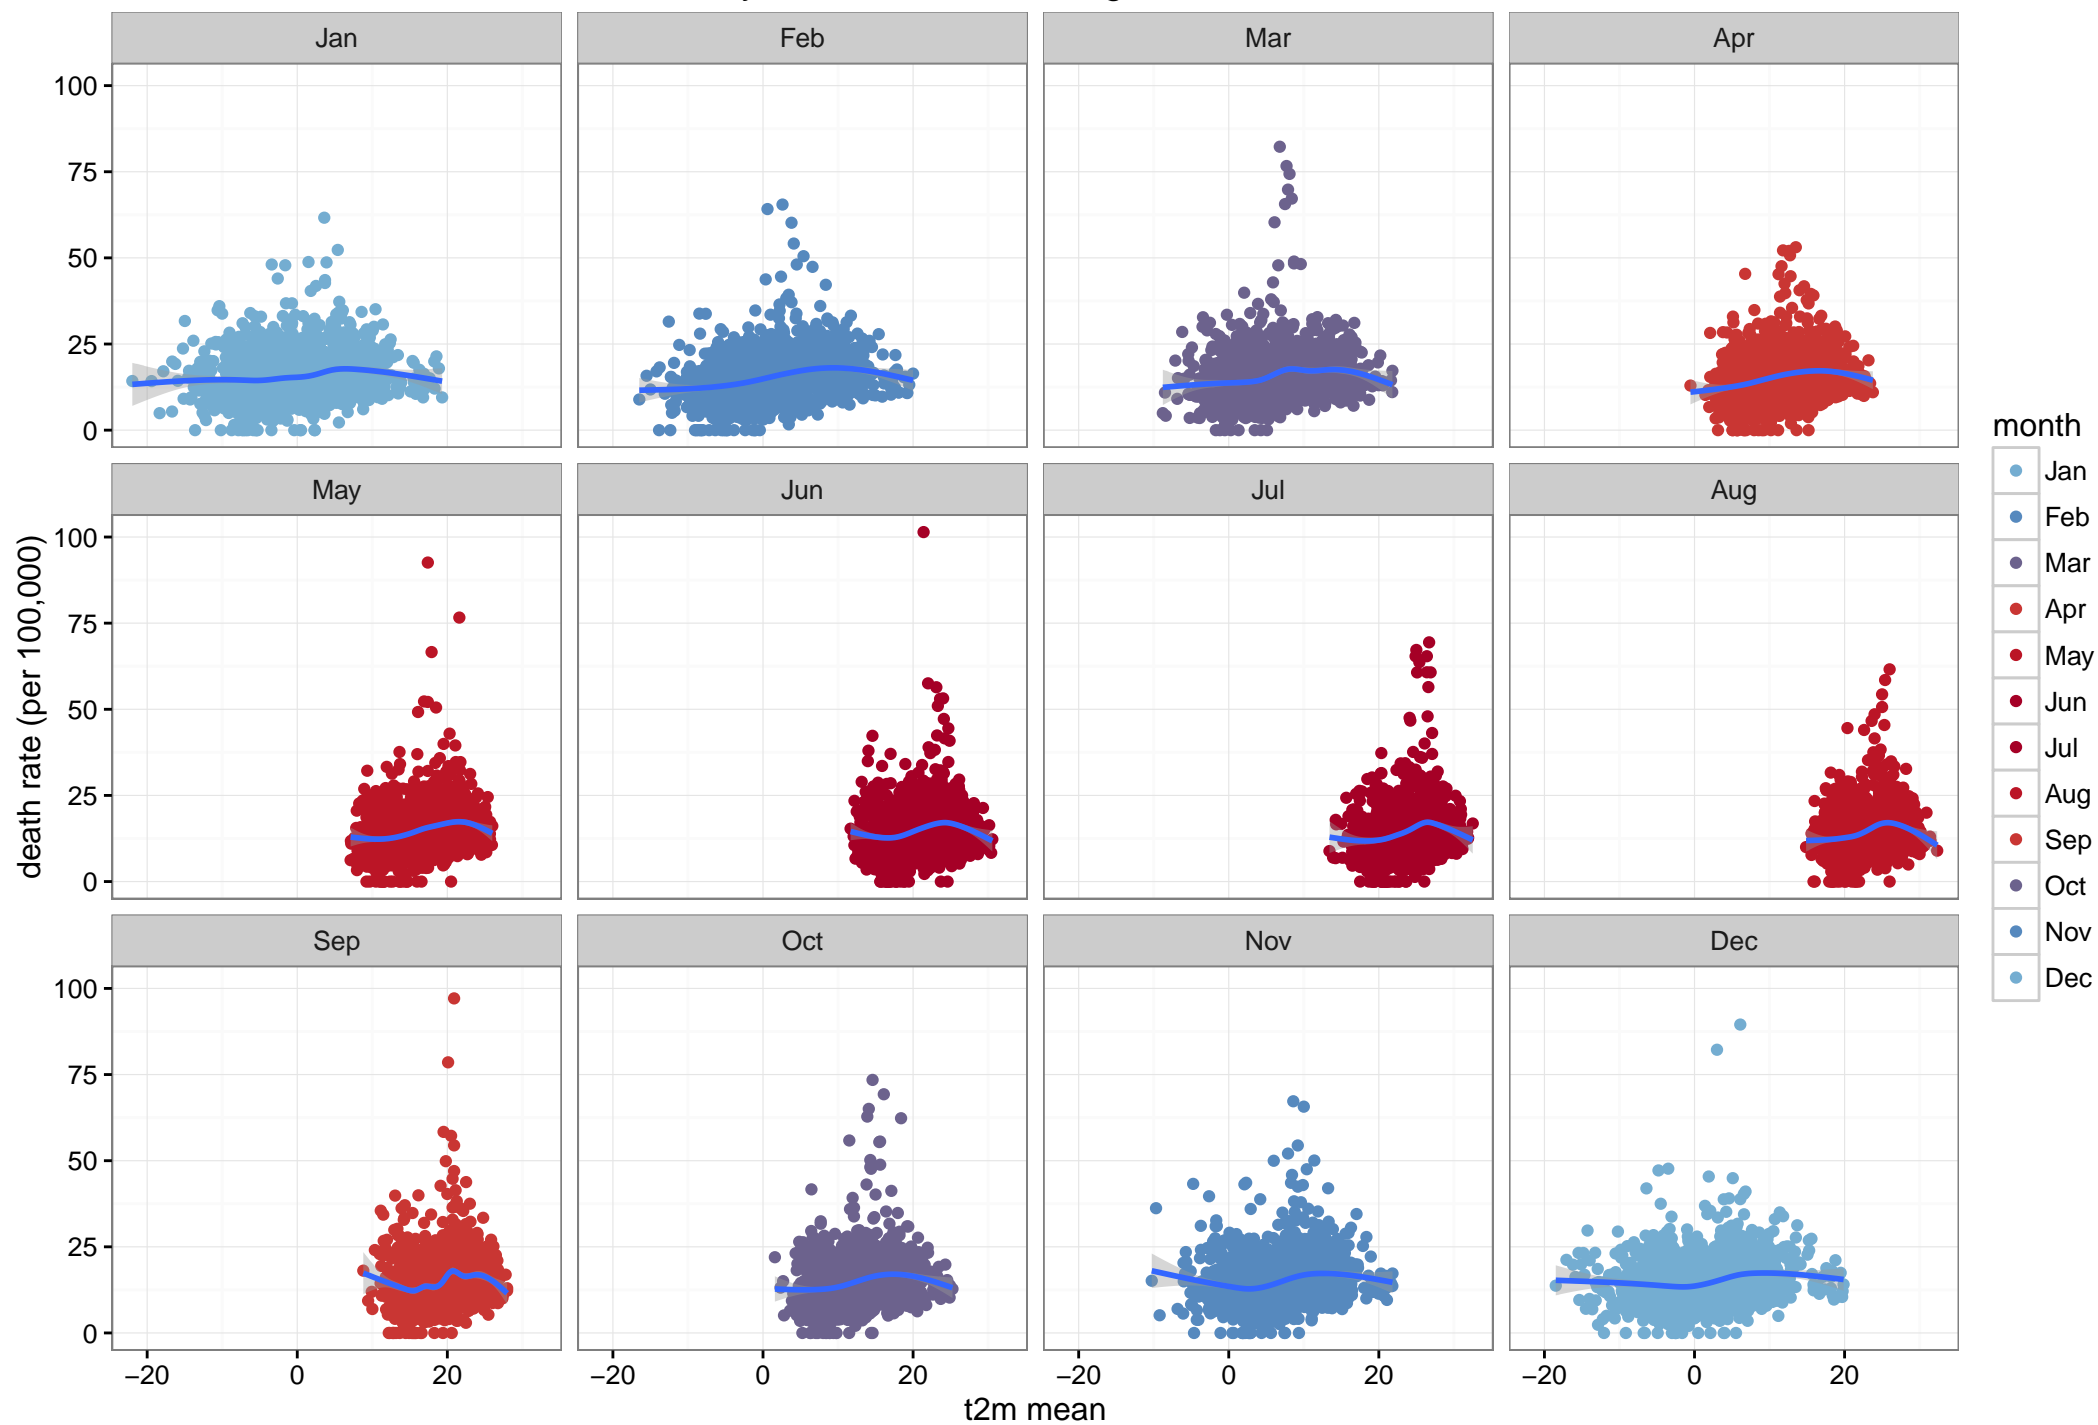 Jan Feb Mar Apr
100
75
50
25
0
May Jun Jul Aug
100
75
50
25
0
Sep Oct Nov Dec
100
75
50
25
0
−20 0 20 −20 0 20 −20 0 20 −20 0 20
t2m mean
death rate (per 100,000)
month
Jan
Feb
Mar
Apr
May
Jun
Jul
Aug
Sep
Oct
Nov
Dec